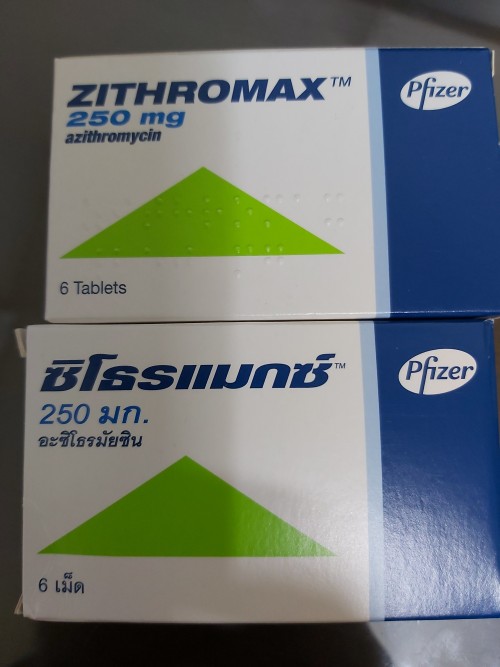 ZITHROMAX™
250 mg
azithromycin
Pfizer
6 Tablets
ซิโธรแมกซ์™
250 มก.
อะซิโธรมัยซิน
Pfizer
6 เม็ด